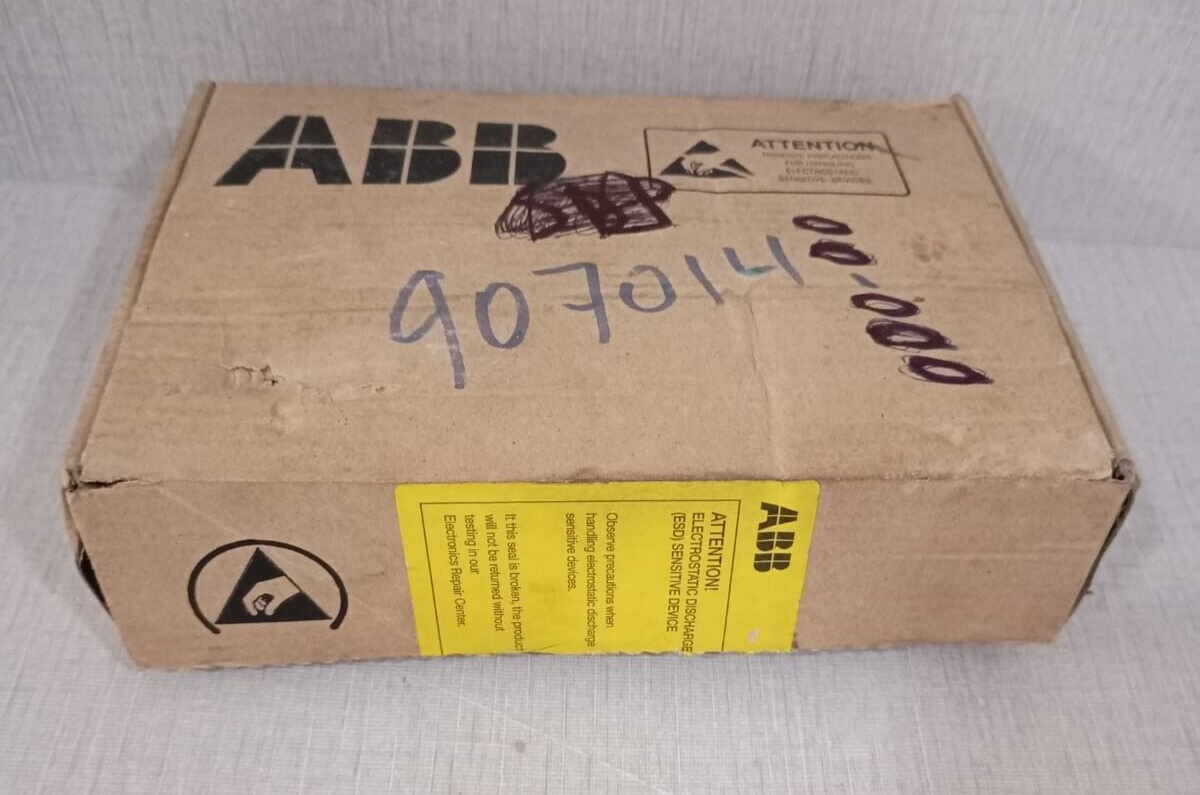 ABB
ATTENTION
OBSERVE PRECAUTIONS
FOR HANDLING
ELECTROSTATIC
SENSITIVE DEVICES
907014
ABB
ATTENTION!
ELECTROSTATIC DISCHARGE
(ESD) SENSITIVE DEVICE
Observe precautions when
handling electrostatic discharge
sensitive devices.
If this seal is broken, the product
will not be returned without
testing in our
Electronics Repair Center.